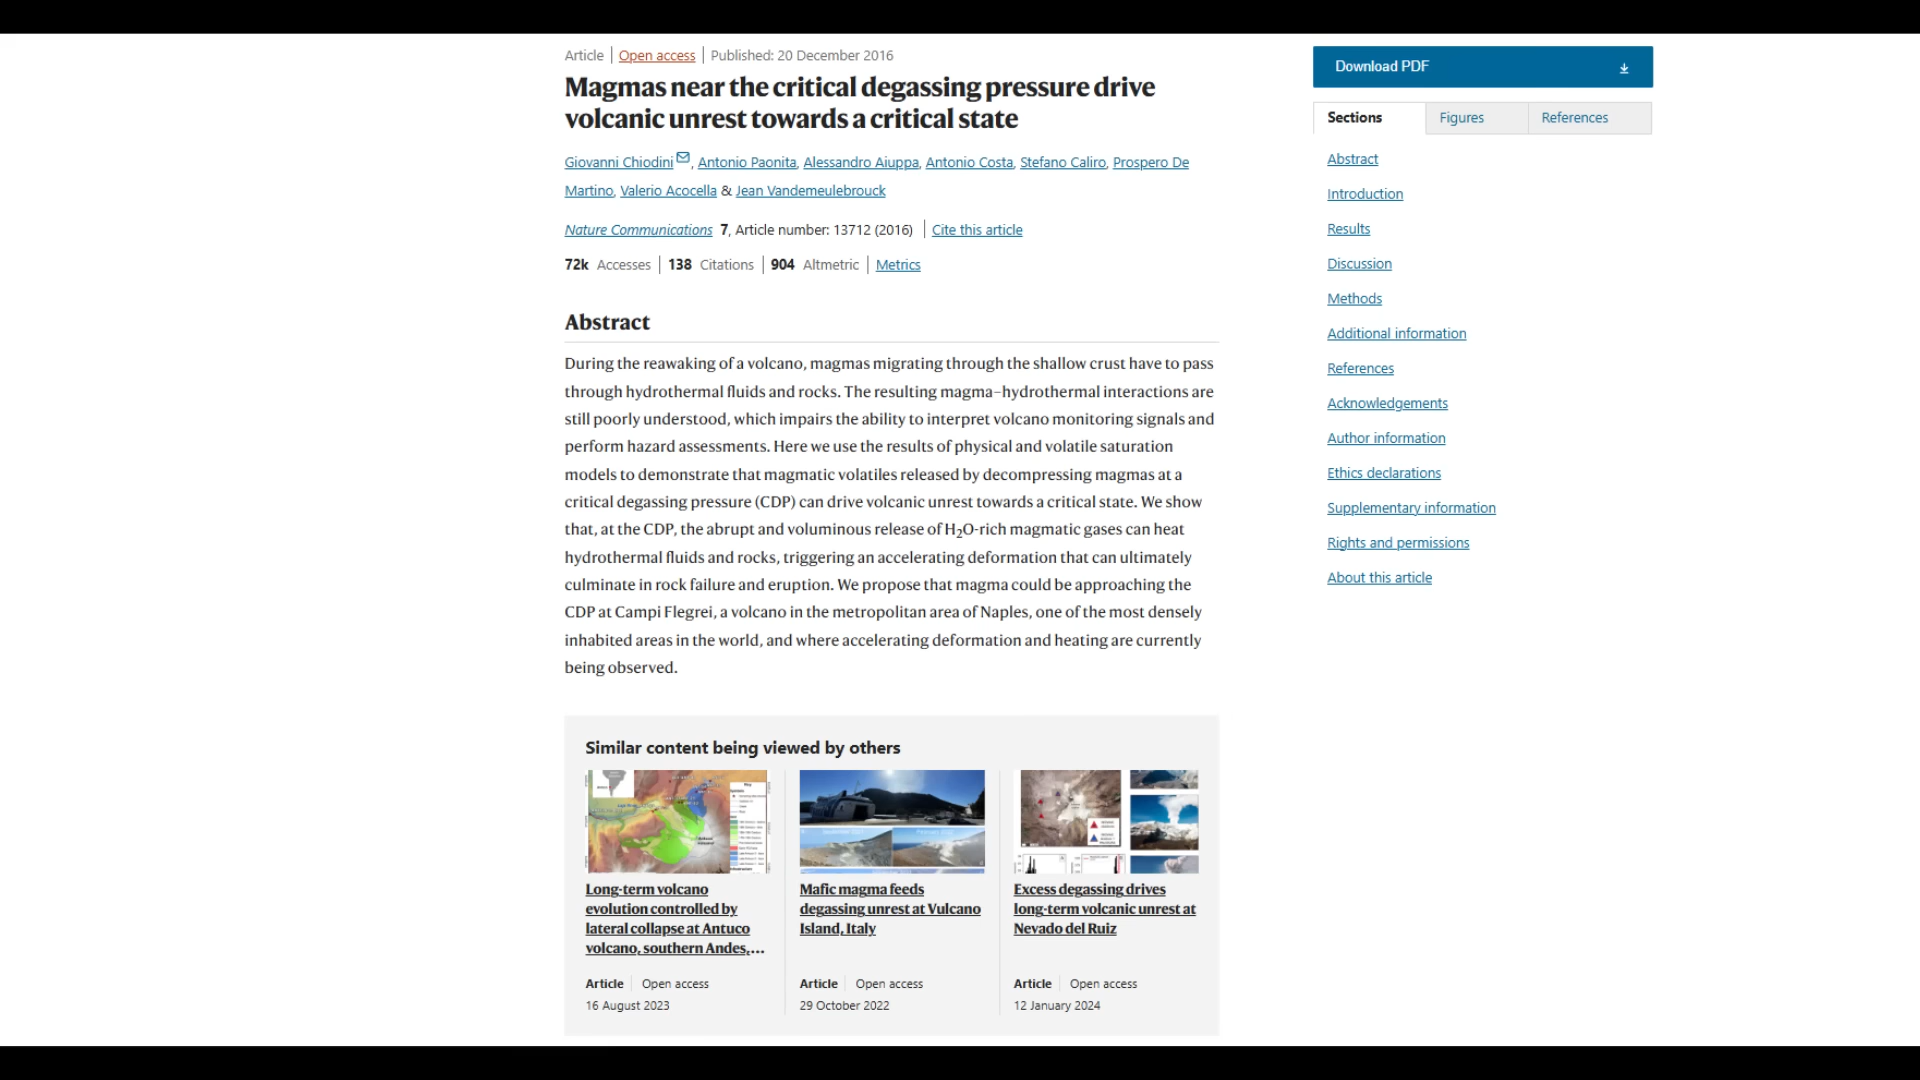 Article | Open access | Published: 20 December 2016
Magmas near the critical degassing pressure drive
volcanic unrest towards a critical state
Giovanni Chiodini, Antonio Paonita, Alessandro Aiuppa, Antonio Costa, Stefano Caliro, Prospero De
Martino, Valerio Acocella & Jean Vandemeulebrouck
Nature Communications 7, Article number: 13712 (2016) | Cite this article
72k Accesses | 138 Citations | 904 Altmetric | Metrics
Abstract
During the reawaking of a volcano, magmas migrating through the shallow crust have to pass
through hydrothermal fluids and rocks. The resulting magma–hydrothermal interactions are
still poorly understood, which impairs the ability to interpret volcano monitoring signals and
perform hazard assessments. Here we use the results of physical and volatile saturation
models to demonstrate that magmatic volatiles released by decompressing magmas at a
critical degassing pressure (CDP) can drive volcanic unrest towards a critical state. We show
that, at the CDP, the abrupt and voluminous release of H₂O-rich magmatic gases can heat
hydrothermal fluids and rocks, triggering an accelerating deformation that can ultimately
culminate in rock failure and eruption. We propose that magma could be approaching the
CDP at Campi Flegrei, a volcano in the metropolitan area of Naples, one of the most densely
inhabited areas in the world, and where accelerating deformation and heating are currently
being observed.
Similar content being viewed by others
Long-term volcano
evolution controlled by
lateral collapse at Antuco
volcano, southern Andes,…
Article | Open access
16 August 2023
Mafic magma feeds
degassing unrest at Vulcano
Island, Italy
Article | Open access
29 October 2022
Excess degassing drives
long-term volcanic unrest at
Nevado del Ruiz
Article | Open access
12 January 2024
Download PDF
Sections
Figures
References
Abstract
Introduction
Results
Discussion
Methods
Additional information
References
Acknowledgements
Author information
Ethics declarations
Supplementary information
Rights and permissions
About this article